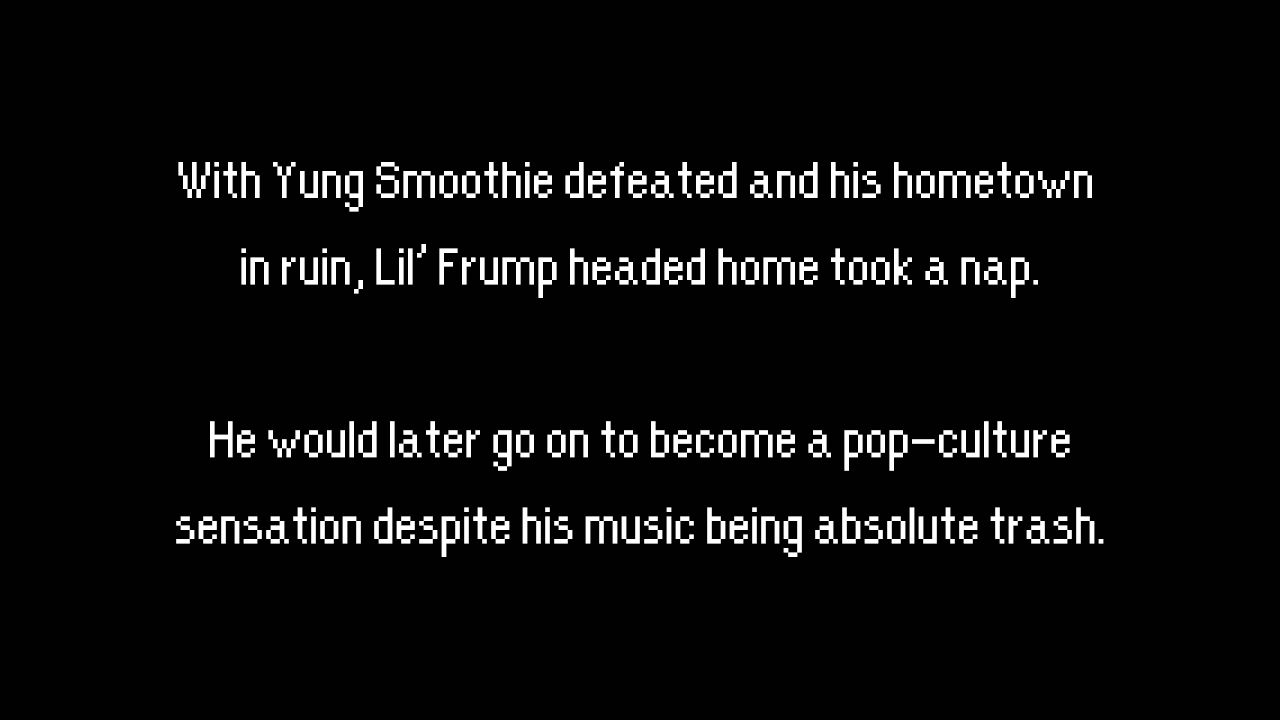 With Yung Smoothie defeated and his hometown
in ruin, Lil' Frump headed home took a nap.
He would later go on to become a pop-culture
sensation despite his music being absolute trash.